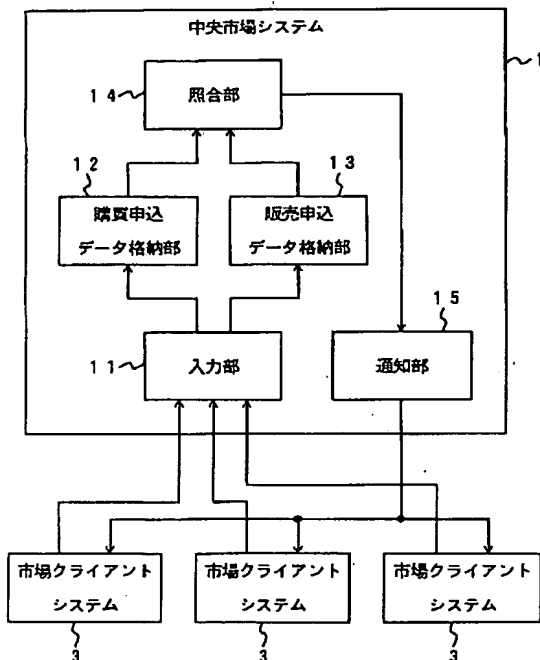 中央市場システム
1
14
照合部
12
13
購買申込
データ格納部
販売申込
データ格納部
15
11
入力部
通知部
市場クライアント
システム
市場クライアント
システム
市場クライアント
システム
3
3
3